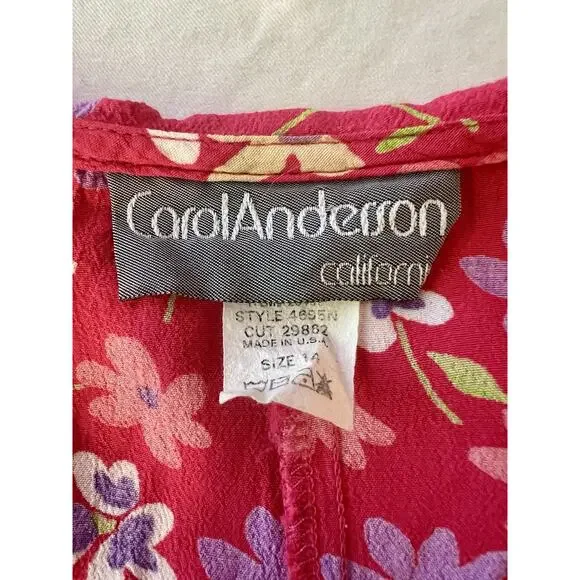 CarolAnderson
californi
STYLE 4695N
CUT 29862
MADE IN U.S.A
SIZE 14